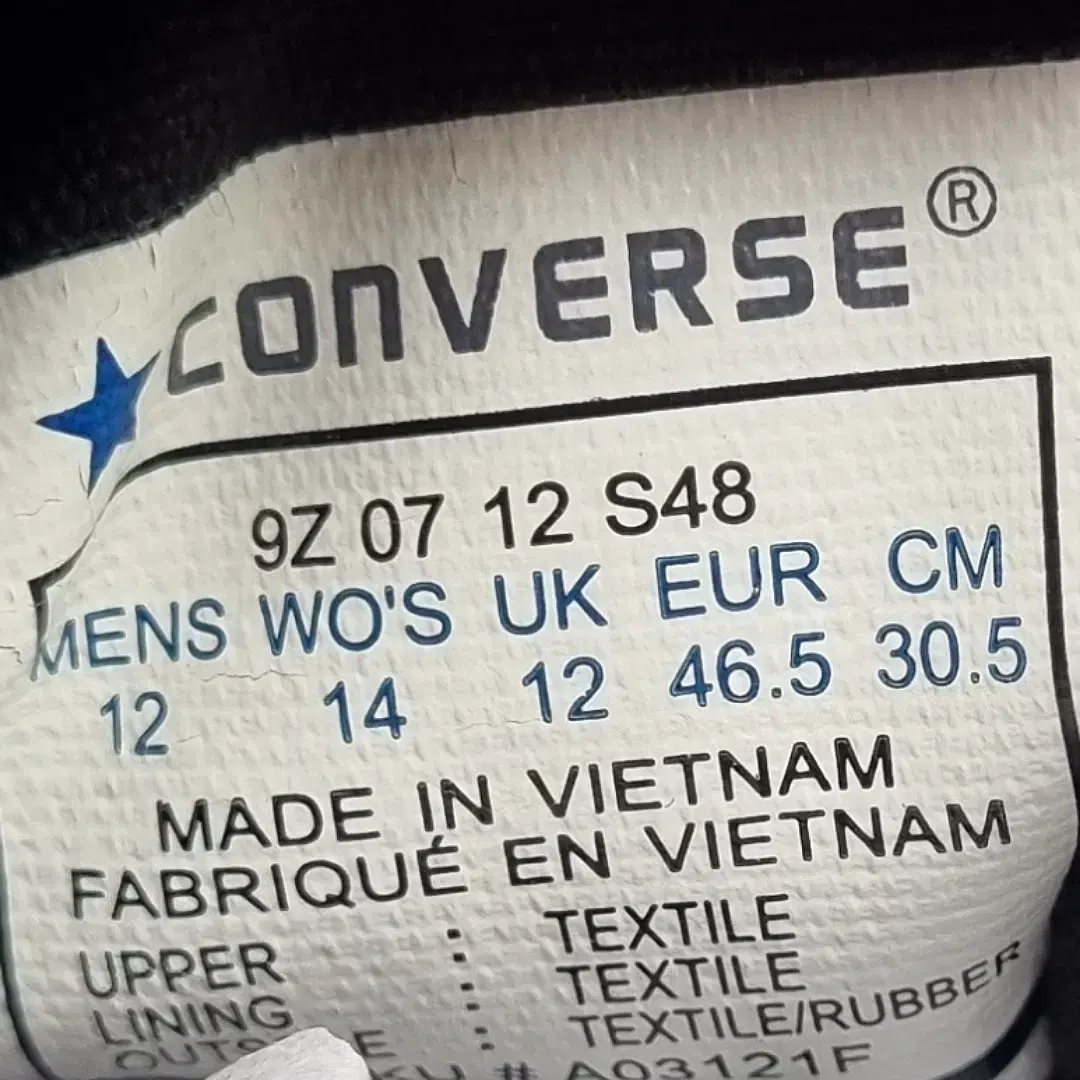 CONVERSE®
9Z 07 12 S48
MENS WO'S UK EUR CM
12 14 12 46.5 30.5
MADE IN VIETNAM
FABRIQUÉ EN VIETNAM
UPPER : TEXTILE
LINING : TEXTILE
: TEXTILE/RUBBER
# A03121F